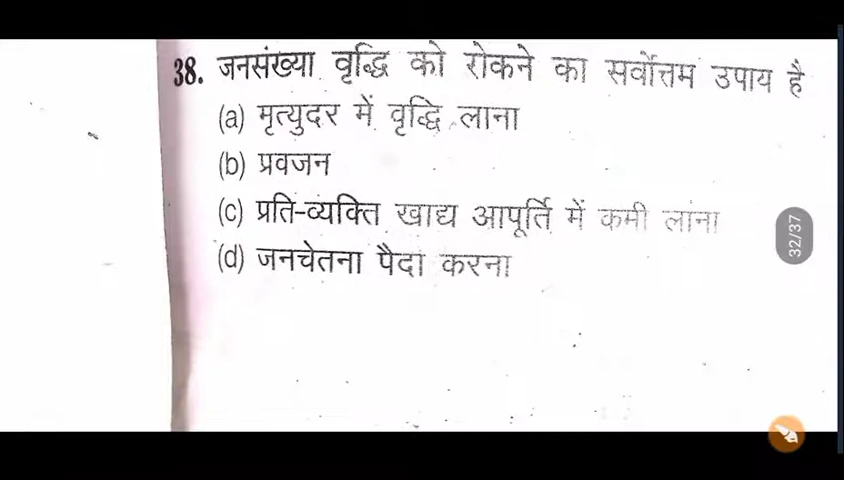 38. जनसंख्या वृद्धि को रोकने का सर्वोत्तम उपाय है
(a) मृत्युदर में वृद्धि लाना
(b) प्रवजन
(c) प्रति-व्यक्ति खाद्य आपूर्ति में कमी लाना
(d) जनचेतना पैदा करना
32/37